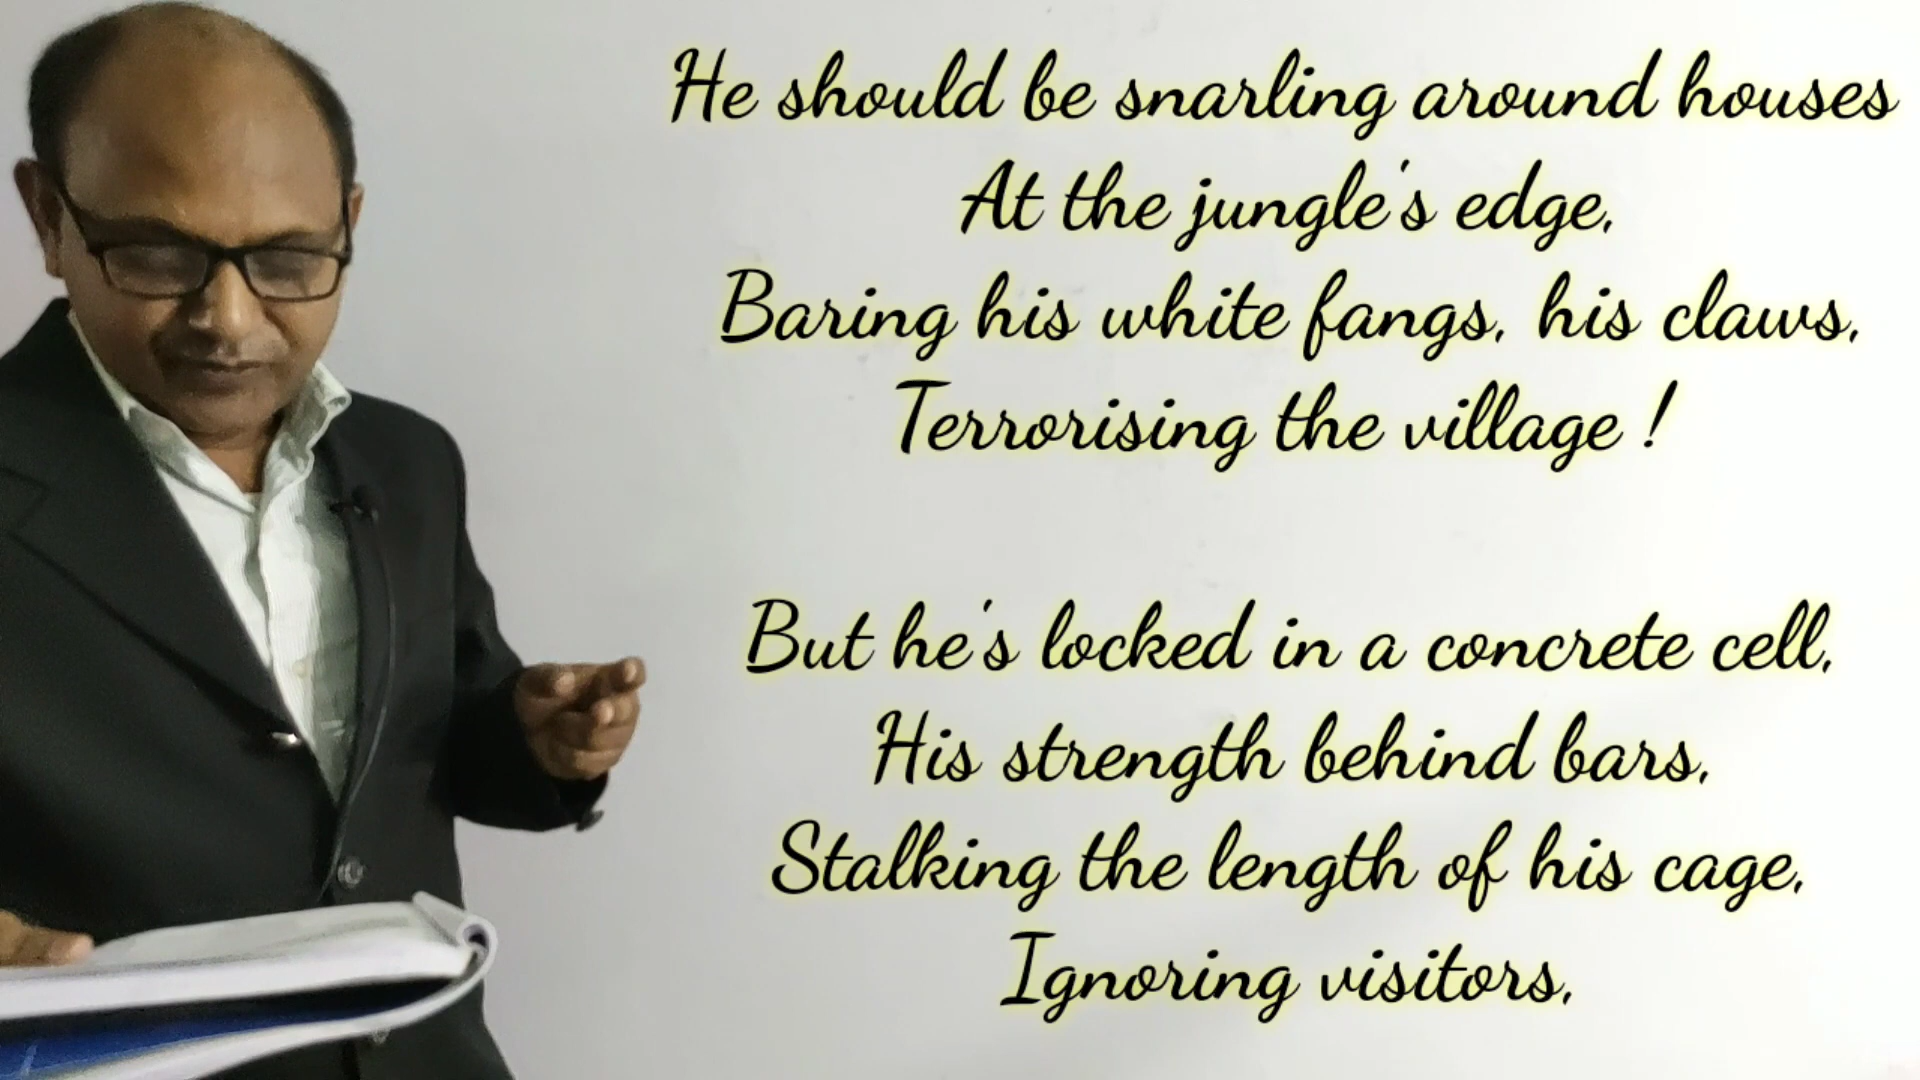 He should be snarling around houses
At the jungle's edge,
Baring his white fangs, his claws,
Terrorising the village !
But he's locked in a concrete cell,
His strength behind bars,
Stalking the length of his cage,
Ignoring visitors,